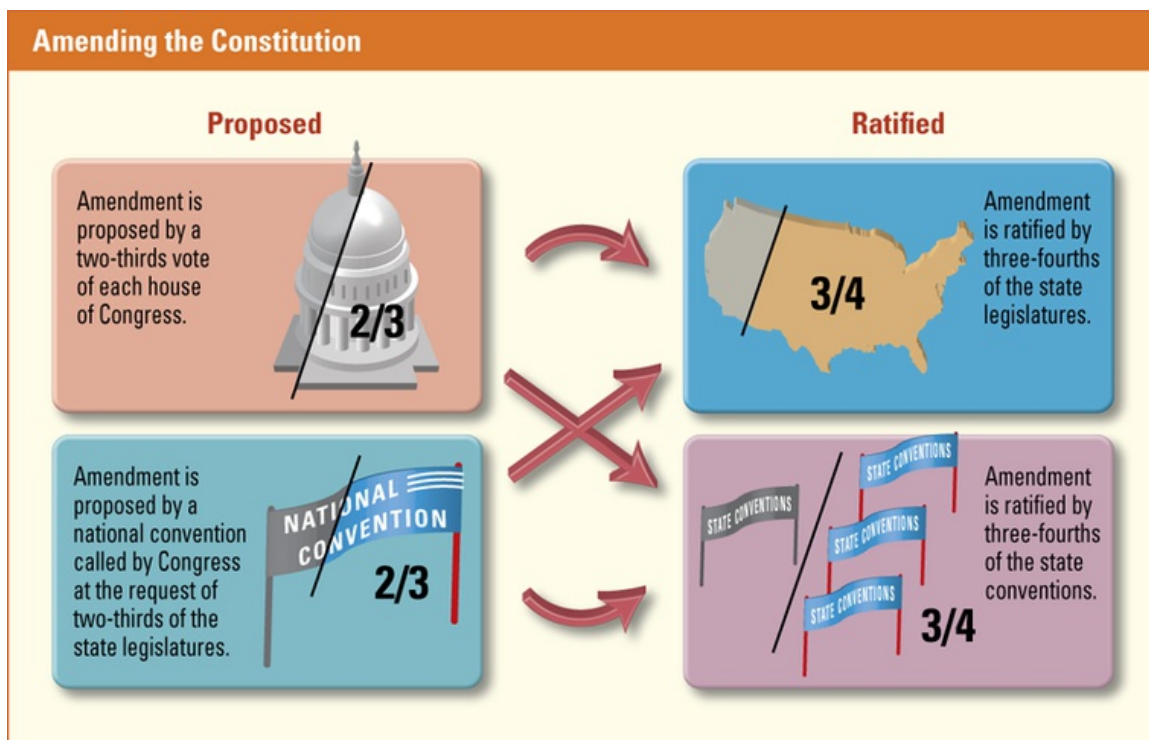 Amending the Constitution
Proposed
Amendment is
proposed by a
two-thirds vote
of each house
of Congress.
2/3
Amendment is
proposed by a
national convention
called by Congress
at the request of
two-thirds of the
state legislatures.
NATIONAL
CONVENTION
2/3
Ratified
3/4
Amendment
is ratified by
three-fourths
of the state
legislatures.
STATE CONVENTIONS
STATE CONVENTIONS
STATE CONVENTIONS
STATE CONVENTIONS
3/4
Amendment
is ratified by
three-fourths
of the state
conventions.